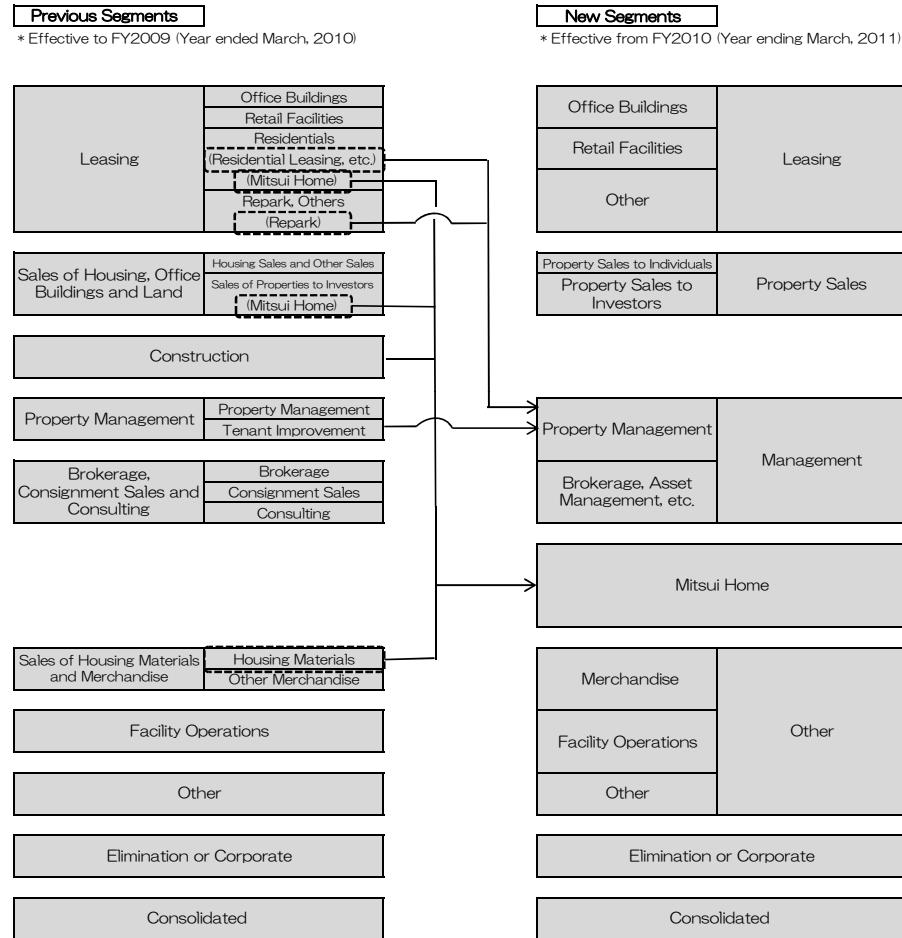 Previous Segments
* Effective to FY2009 (Year ended March, 2010)
Leasing
Office Buildings
Retail Facilities
Residentials
(Residential Leasing, etc.)
(Mitsui Home)
Repark, Others
(Repark)
Sales of Housing, Office
Buildings and Land
Housing Sales and Other Sales
Sales of Properties to Investors
(Mitsui Home)
Construction
Property Management
Property Management
Tenant Improvement
Brokerage,
Consignment Sales and
Consulting
Brokerage
Consignment Sales
Consulting
Sales of Housing Materials
and Merchandise
Housing Materials
Other Merchandise
Facility Operations
Other
Elimination or Corporate
Consolidated
New Segments
* Effective from FY2010 (Year ending March, 2011)
Office Buildings
Retail Facilities
Other
Leasing
Property Sales to Individuals
Property Sales to
Investors
Property Sales
Property Management
Brokerage, Asset
Management, etc.
Management
Mitsui Home
Merchandise
Facility Operations
Other
Other
Elimination or Corporate
Consolidated